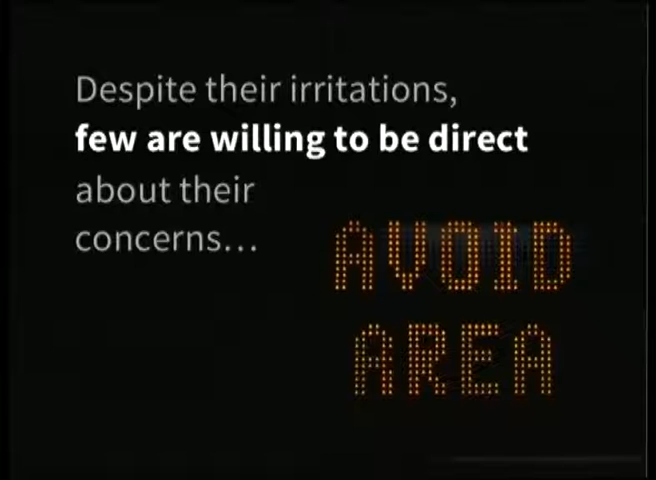 Despite their irritations,
few are willing to be direct
about their
concerns…
AVOID
AREA